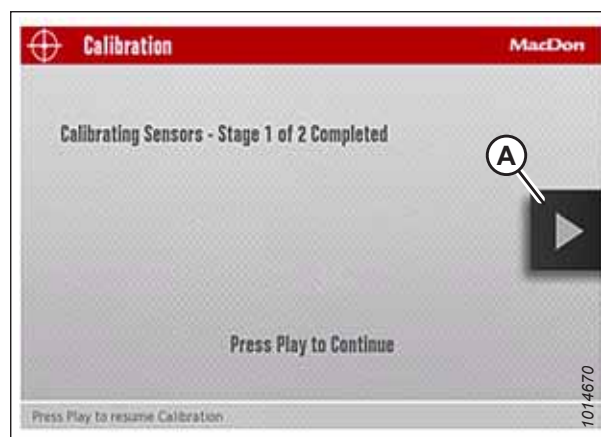 Calibration
MacDon
Calibrating Sensors - Stage 1 of 2 Completed
A
Press Play to Continue
Press Play to resume Calibration
1014670